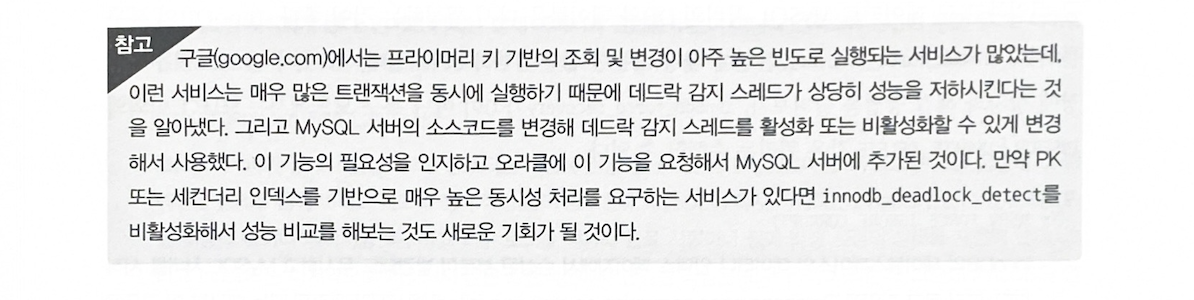 참고
구글(google.com)에서는 프라이머리 키 기반의 조회 및 변경이 아주 높은 빈도로 실행되는 서비스가 많았는데,
이런 서비스는 매우 많은 트랜잭션을 동시에 실행하기 때문에 데드락 감지 스레드가 상당히 성능을 저하시킨다는 것
을 알아냈다. 그리고 MySQL 서버의 소스코드를 변경해 데드락 감지 스레드를 활성화 또는 비활성화할 수 있게 변경
해서 사용했다. 이 기능의 필요성을 인지하고 오라클에 이 기능을 요청해서 MySQL 서버에 추가된 것이다. 만약 PK
또는 세컨더리 인덱스를 기반으로 매우 높은 동시성 처리를 요구하는 서비스가 있다면 innodb_deadlock_detect를
비활성화해서 성능 비교를 해보는 것도 새로운 기회가 될 것이다.